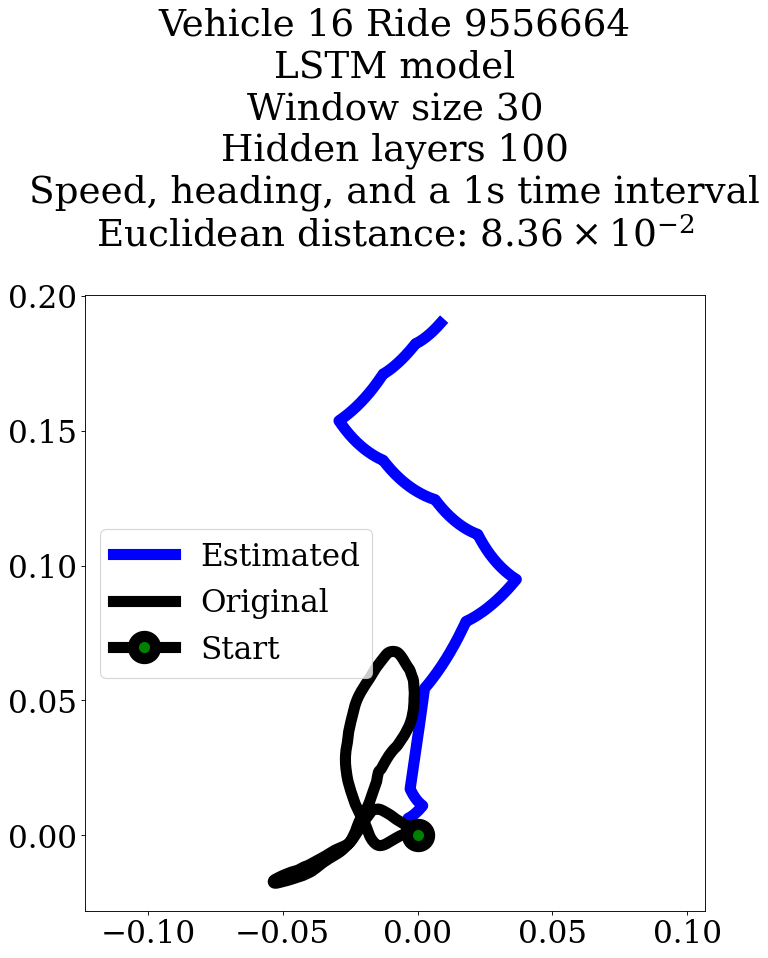 Vehicle 16 Ride 9556664
LSTM model
Window size 30
Hidden layers 100
Speed, heading, and a 1s time interval
Euclidean distance: 8.36 × 10⁻²
0.20
0.15
0.10
0.05
0.00
Estimated
Original
Start
−0.10 −0.05 0.00 0.05 0.10